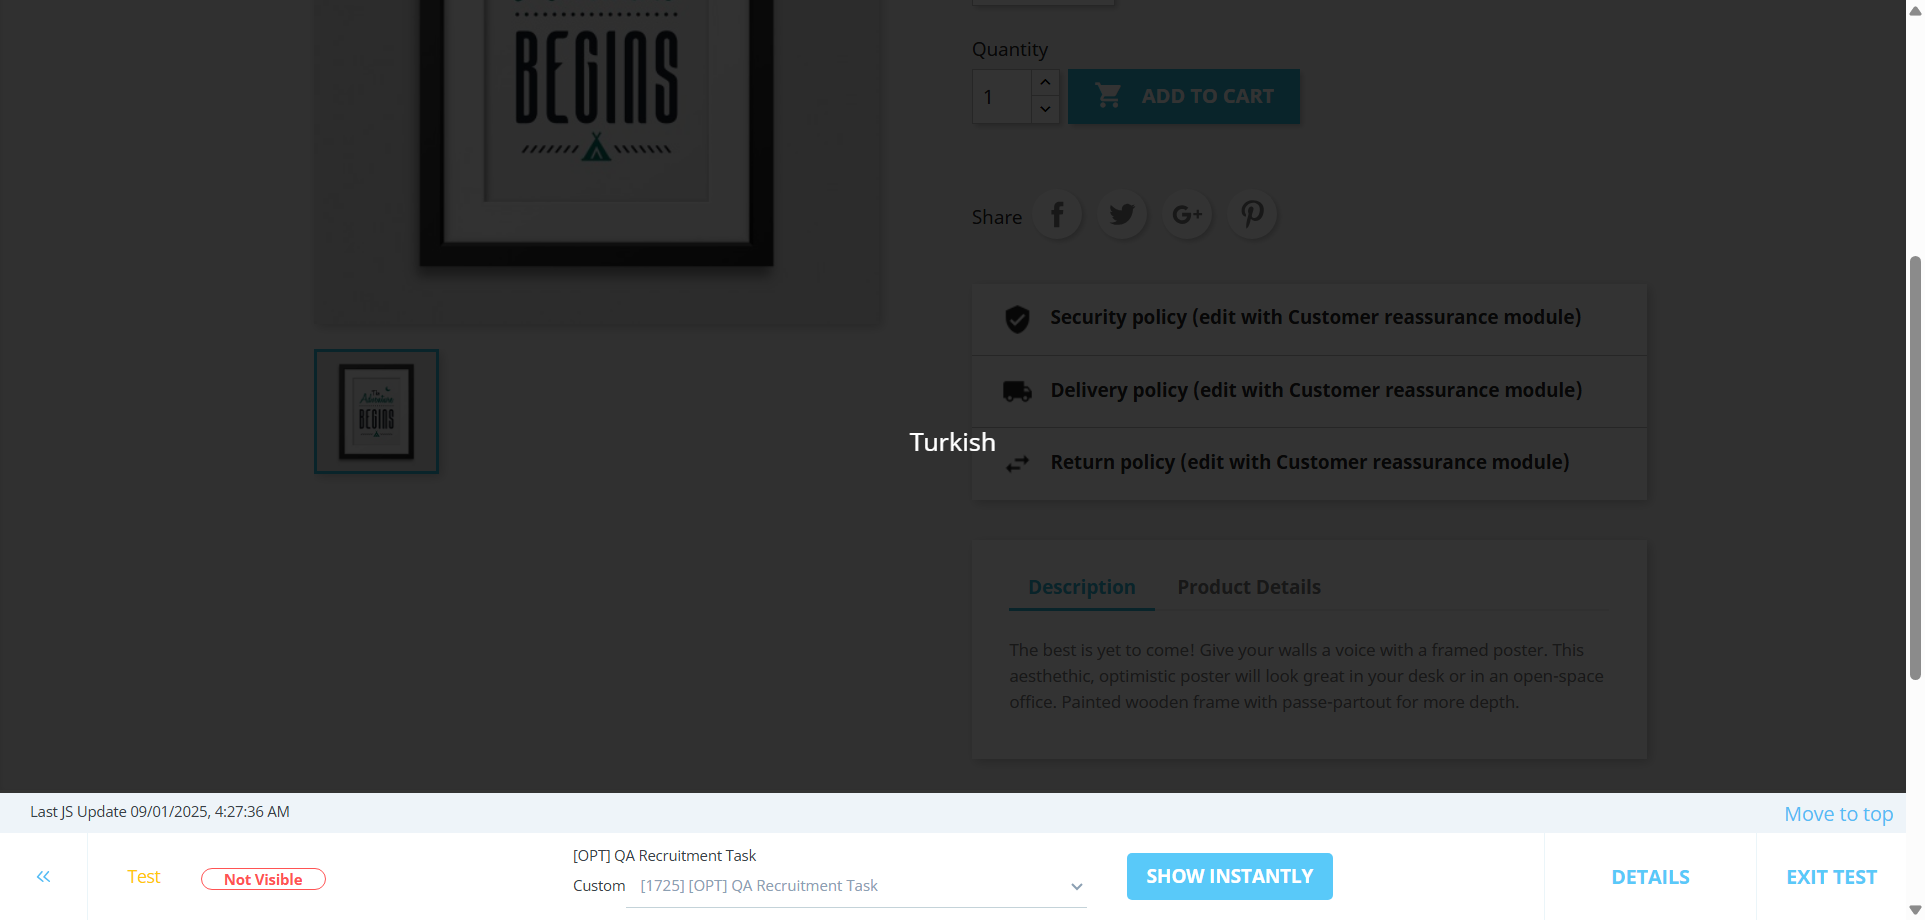 BEGINS
Quantity
1
ADD TO CART
Share
Security policy (edit with Customer reassurance module)
Delivery policy (edit with Customer reassurance module)
The
Adventure
BEGINS
Turkish
Return policy (edit with Customer reassurance module)
Description
Product Details
The best is yet to come! Give your walls a voice with a framed poster. This
aesthethic, optimistic poster will look great in your desk or in an open-space
office. Painted wooden frame with passe-partout for more depth.
Last JS Update 09/01/2025, 4:27:36 AM
Move to top
Test
Not Visible
[OPT] QA Recruitment Task
Custom
[1725] [OPT] QA Recruitment Task
SHOW INSTANTLY
DETAILS
EXIT TEST